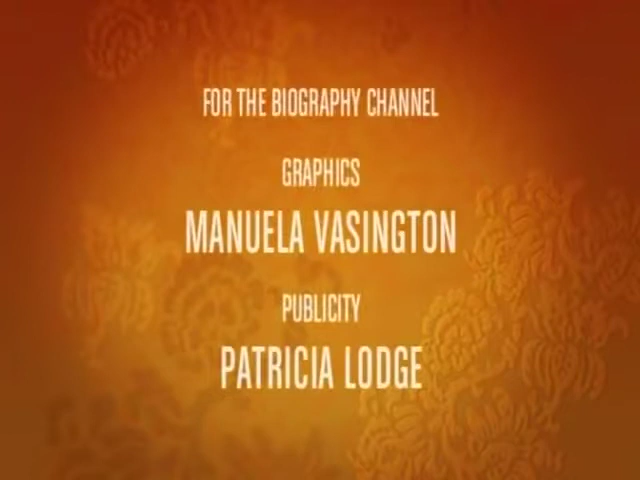 FOR THE BIOGRAPHY CHANNEL
GRAPHICS
MANUELA VASINGTON
PUBLICITY
PATRICIA LODGE